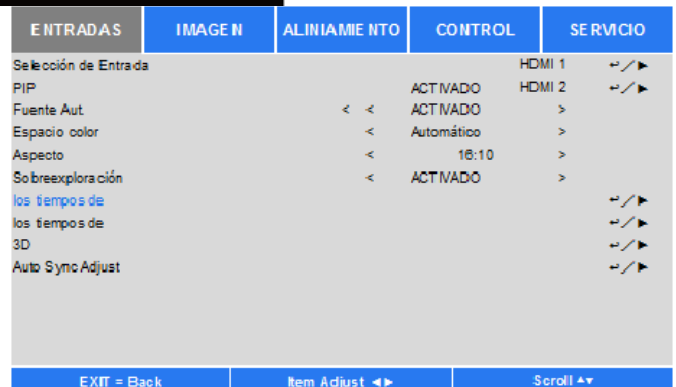 ENTRADAS IMAGEN ALINIAMIENTO CONTROL SERVICIO
Selección de Entrada HDMI 1 ↵/►
PIP ACTIVADO HDMI 2 ↵/►
Fuente Aut. < < ACTIVADO >
Espacio color < Automático >
Aspecto < 16:10 >
Sobreexploración < ACTIVADO >
los tiempos de ↵/►
los tiempos de ↵/►
3D ↵/►
Auto Sync Adjust ↵/►
EXIT = Back Item Adjust ◄► Scroll ▲▼